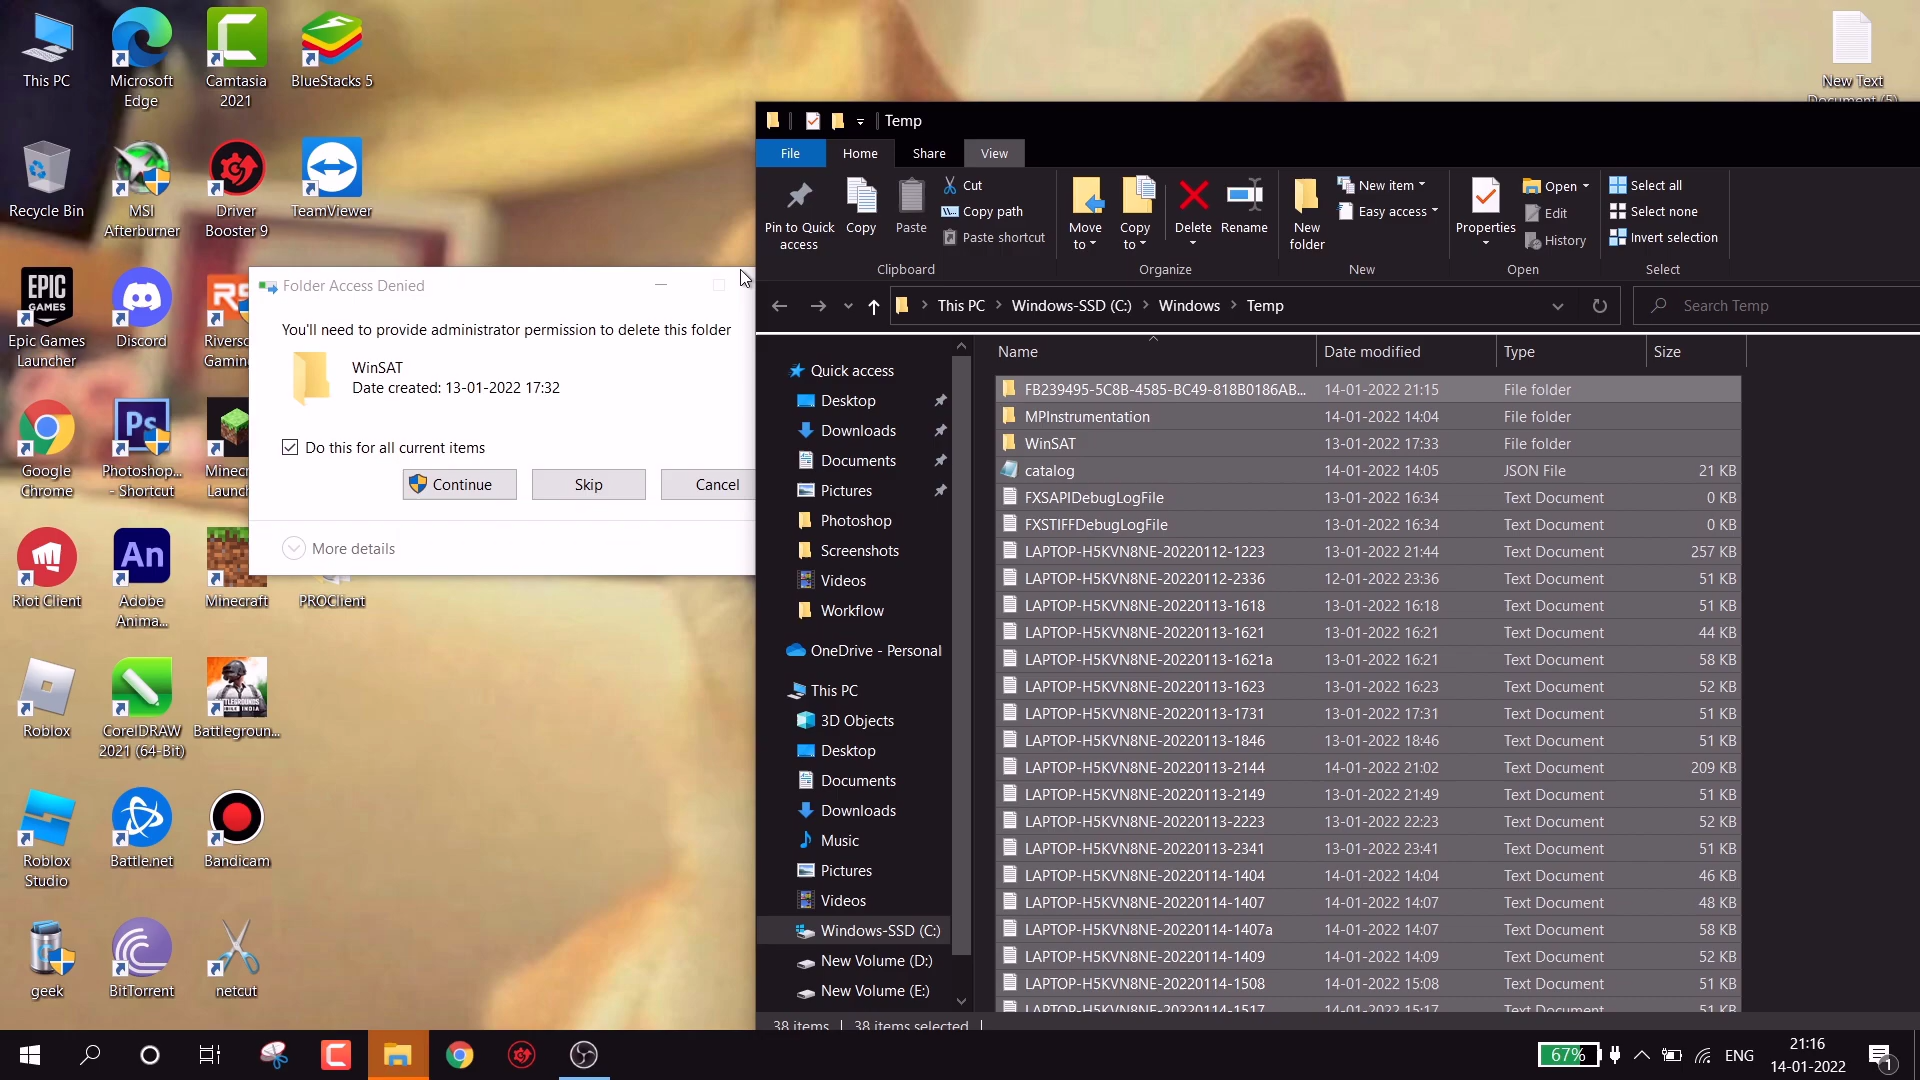 This PC
Microsoft
Edge
Camtasia
2021
BlueStacks 5
New Text
Document (5)
Recycle Bin
MSI
Afterburner
Driver
Booster 9
TeamViewer
Epic Games
Launcher
Discord
Google
Chrome
Photoshop...
- Shortcut
Riot Client
Adobe
Anima...
Minecraft
PROClient
Roblox
CorelDRAW
2021 (64-Bit)
Battlegroun...
Roblox
Studio
Battle.net
Bandicam
geek
BitTorrent
netcut
Folder Access Denied
You'll need to provide administrator permission to delete this folder
WinSAT
Date created: 13-01-2022 17:32
Do this for all current items
Continue
Skip
Cancel
More details
Temp
File
Home
Share
View
Pin to Quick
access
Copy
Paste
Cut
Copy path
Paste shortcut
Clipboard
Move
to
Copy
to
Delete
Rename
Organize
New
folder
New item
Easy access
New
Properties
Open
Edit
History
Open
Select all
Select none
Invert selection
Select
This PC > Windows-SSD (C:) > Windows > Temp
Search Temp
Quick access
Desktop
Downloads
Documents
Pictures
Photoshop
Screenshots
Videos
Workflow
OneDrive - Personal
This PC
3D Objects
Desktop
Documents
Downloads
Music
Pictures
Videos
Windows-SSD (C:)
New Volume (D:)
New Volume (E:)
Name Date modified Type Size
FB239495-5C8B-4585-BC49-818B0186AB... 14-01-2022 21:15 File folder
MPInstrumentation 14-01-2022 14:04 File folder
WinSAT 13-01-2022 17:33 File folder
catalog 14-01-2022 14:05 JSON File 21 KB
FXSAPIDebugLogFile 13-01-2022 16:34 Text Document 0 KB
FXSTIFFDebugLogFile 13-01-2022 16:34 Text Document 0 KB
LAPTOP-H5KVN8NE-20220112-1223 13-01-2022 21:44 Text Document 257 KB
LAPTOP-H5KVN8NE-20220112-2336 12-01-2022 23:36 Text Document 51 KB
LAPTOP-H5KVN8NE-20220113-1618 13-01-2022 16:18 Text Document 51 KB
LAPTOP-H5KVN8NE-20220113-1621 13-01-2022 16:21 Text Document 44 KB
LAPTOP-H5KVN8NE-20220113-1621a 13-01-2022 16:21 Text Document 58 KB
LAPTOP-H5KVN8NE-20220113-1623 13-01-2022 16:23 Text Document 52 KB
LAPTOP-H5KVN8NE-20220113-1731 13-01-2022 17:31 Text Document 51 KB
LAPTOP-H5KVN8NE-20220113-1846 13-01-2022 18:46 Text Document 51 KB
LAPTOP-H5KVN8NE-20220113-2144 14-01-2022 21:02 Text Document 209 KB
LAPTOP-H5KVN8NE-20220113-2149 13-01-2022 21:49 Text Document 51 KB
LAPTOP-H5KVN8NE-20220113-2223 13-01-2022 22:23 Text Document 52 KB
LAPTOP-H5KVN8NE-20220113-2341 13-01-2022 23:41 Text Document 51 KB
LAPTOP-H5KVN8NE-20220114-1404 14-01-2022 14:04 Text Document 46 KB
LAPTOP-H5KVN8NE-20220114-1407 14-01-2022 14:07 Text Document 48 KB
LAPTOP-H5KVN8NE-20220114-1407a 14-01-2022 14:07 Text Document 58 KB
LAPTOP-H5KVN8NE-20220114-1409 14-01-2022 14:09 Text Document 52 KB
LAPTOP-H5KVN8NE-20220114-1508 14-01-2022 15:08 Text Document 51 KB
LAPTOP-H5KVN8NE-20220114-1517 14-01-2022 15:17 Text Document 51 KB
38 items 38 items selected
67%
ENG
21:16
14-01-2022
1